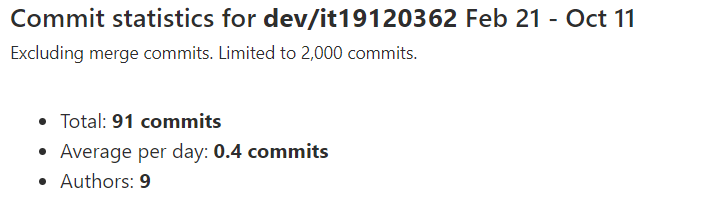 Commit statistics for dev/it19120362 Feb 21 - Oct 11
Excluding merge commits. Limited to 2,000 commits.
• Total: 91 commits
• Average per day: 0.4 commits
• Authors: 9